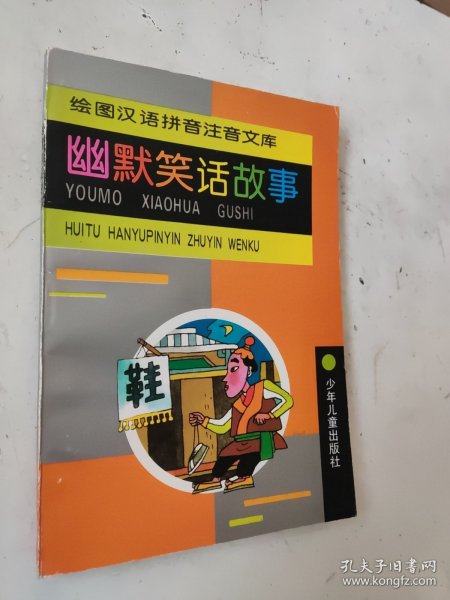 绘图汉语拼音注音文库
幽默笑话故事
YOUMO XIAOHUA GUSHI
HUITU HANYUPINYIN ZHUYIN WENKU
鞋
少年儿童出版社
孔夫子旧书网
www.kongfz.com